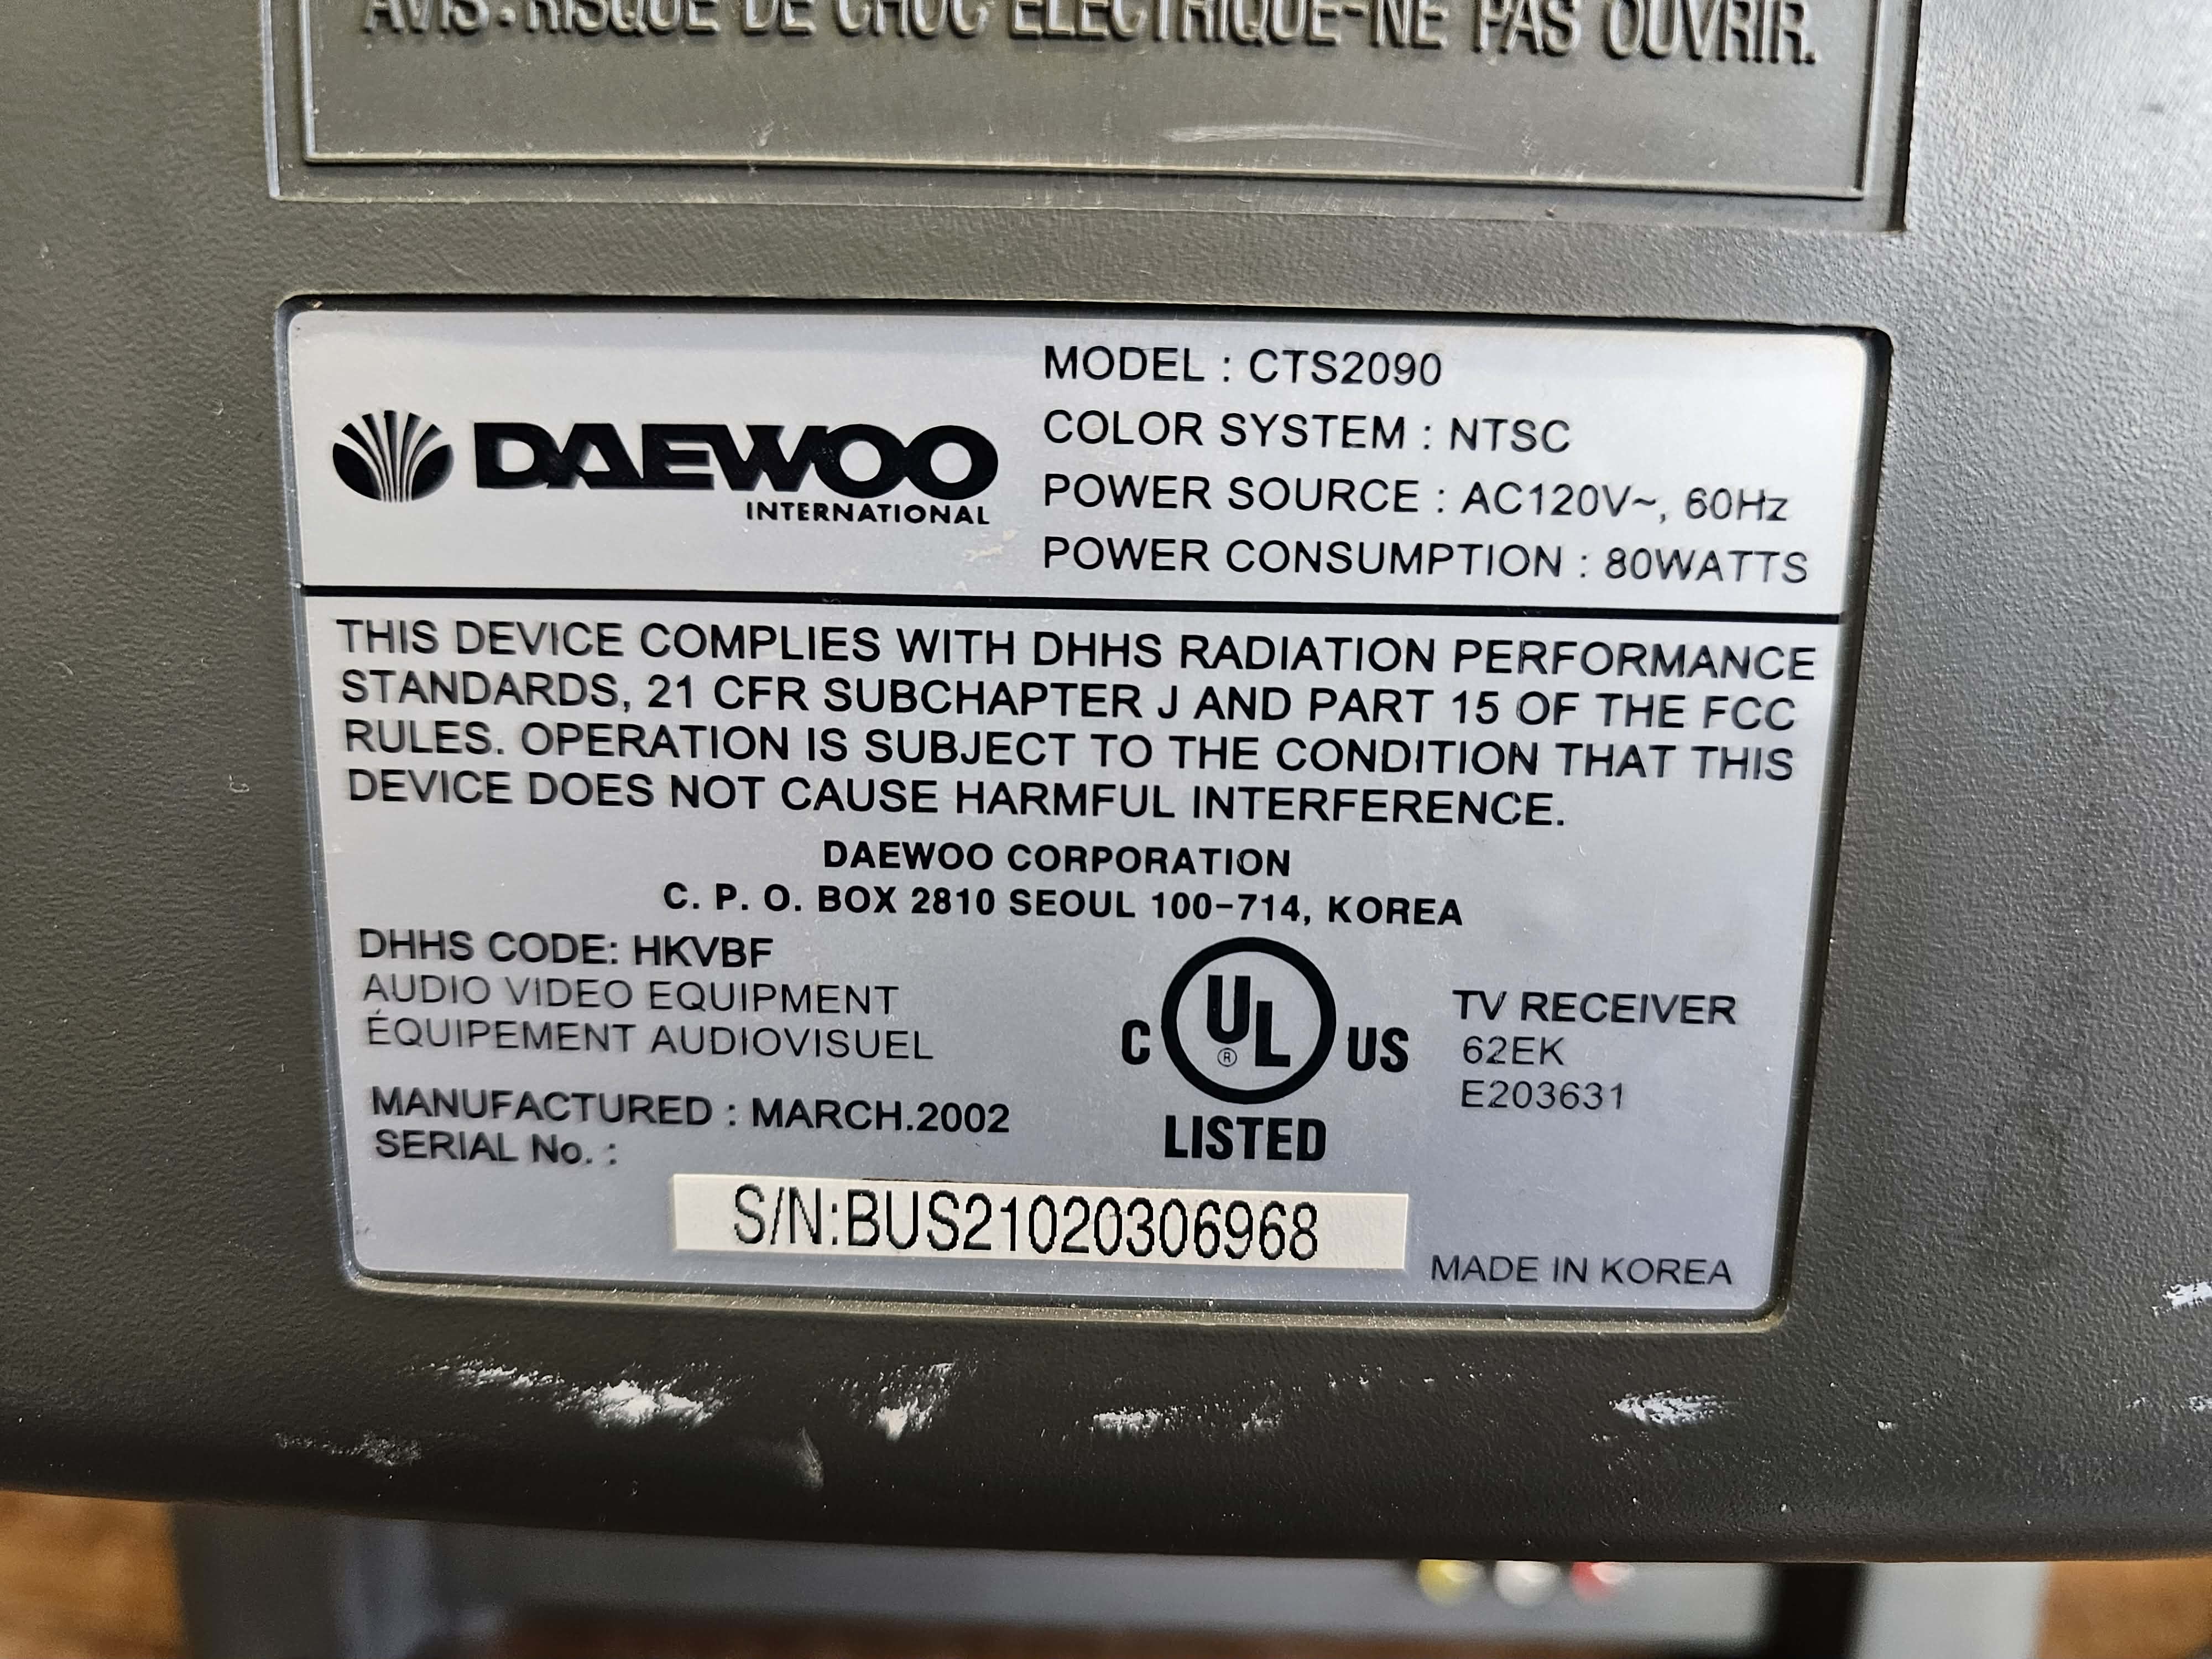 AVIS : RISQUE DE CHOC ELECTRIQUE-NE PAS OUVRIR.
DAEWOO
INTERNATIONAL
MODEL : CTS2090
COLOR SYSTEM : NTSC
POWER SOURCE : AC120V~, 60Hz
POWER CONSUMPTION : 80WATTS
THIS DEVICE COMPLIES WITH DHHS RADIATION PERFORMANCE
STANDARDS, 21 CFR SUBCHAPTER J AND PART 15 OF THE FCC
RULES. OPERATION IS SUBJECT TO THE CONDITION THAT THIS
DEVICE DOES NOT CAUSE HARMFUL INTERFERENCE.
DAEWOO CORPORATION
C. P. O. BOX 2810 SEOUL 100-714, KOREA
DHHS CODE: HKVBF
AUDIO VIDEO EQUIPMENT
ÉQUIPEMENT AUDIOVISUEL
C UL ® US
LISTED
TV RECEIVER
62EK
E203631
MANUFACTURED : MARCH.2002
SERIAL No. :
S/N:BUS21020306968
MADE IN KOREA